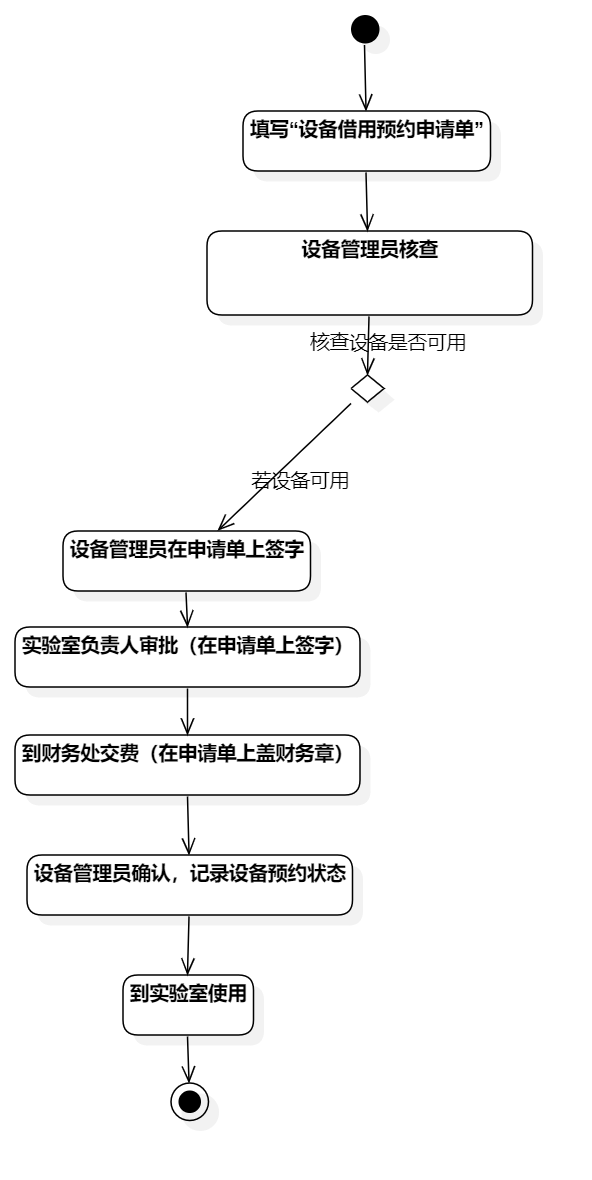 填写“设备借用预约申请单”
设备管理员核查
核查设备是否可用
若设备可用
设备管理员在申请单上签字
实验室负责人审批（在申请单上签字）
到财务处交费（在申请单上盖财务章）
设备管理员确认，记录设备预约状态
到实验室使用